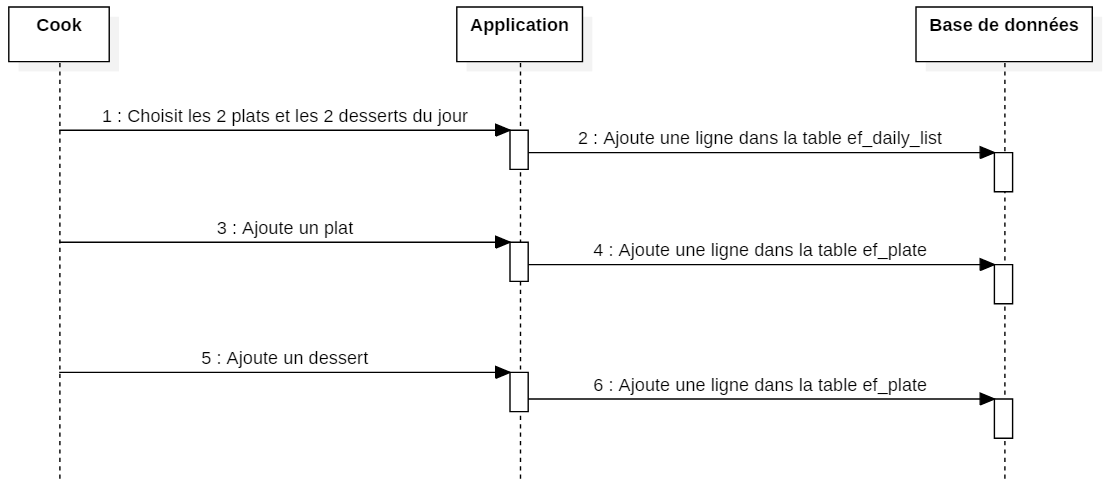 Cook
Application
Base de données
1 : Choisit les 2 plats et les 2 desserts du jour
2 : Ajoute une ligne dans la table ef_daily_list
3 : Ajoute un plat
4 : Ajoute une ligne dans la table ef_plate
5 : Ajoute un dessert
6 : Ajoute une ligne dans la table ef_plate